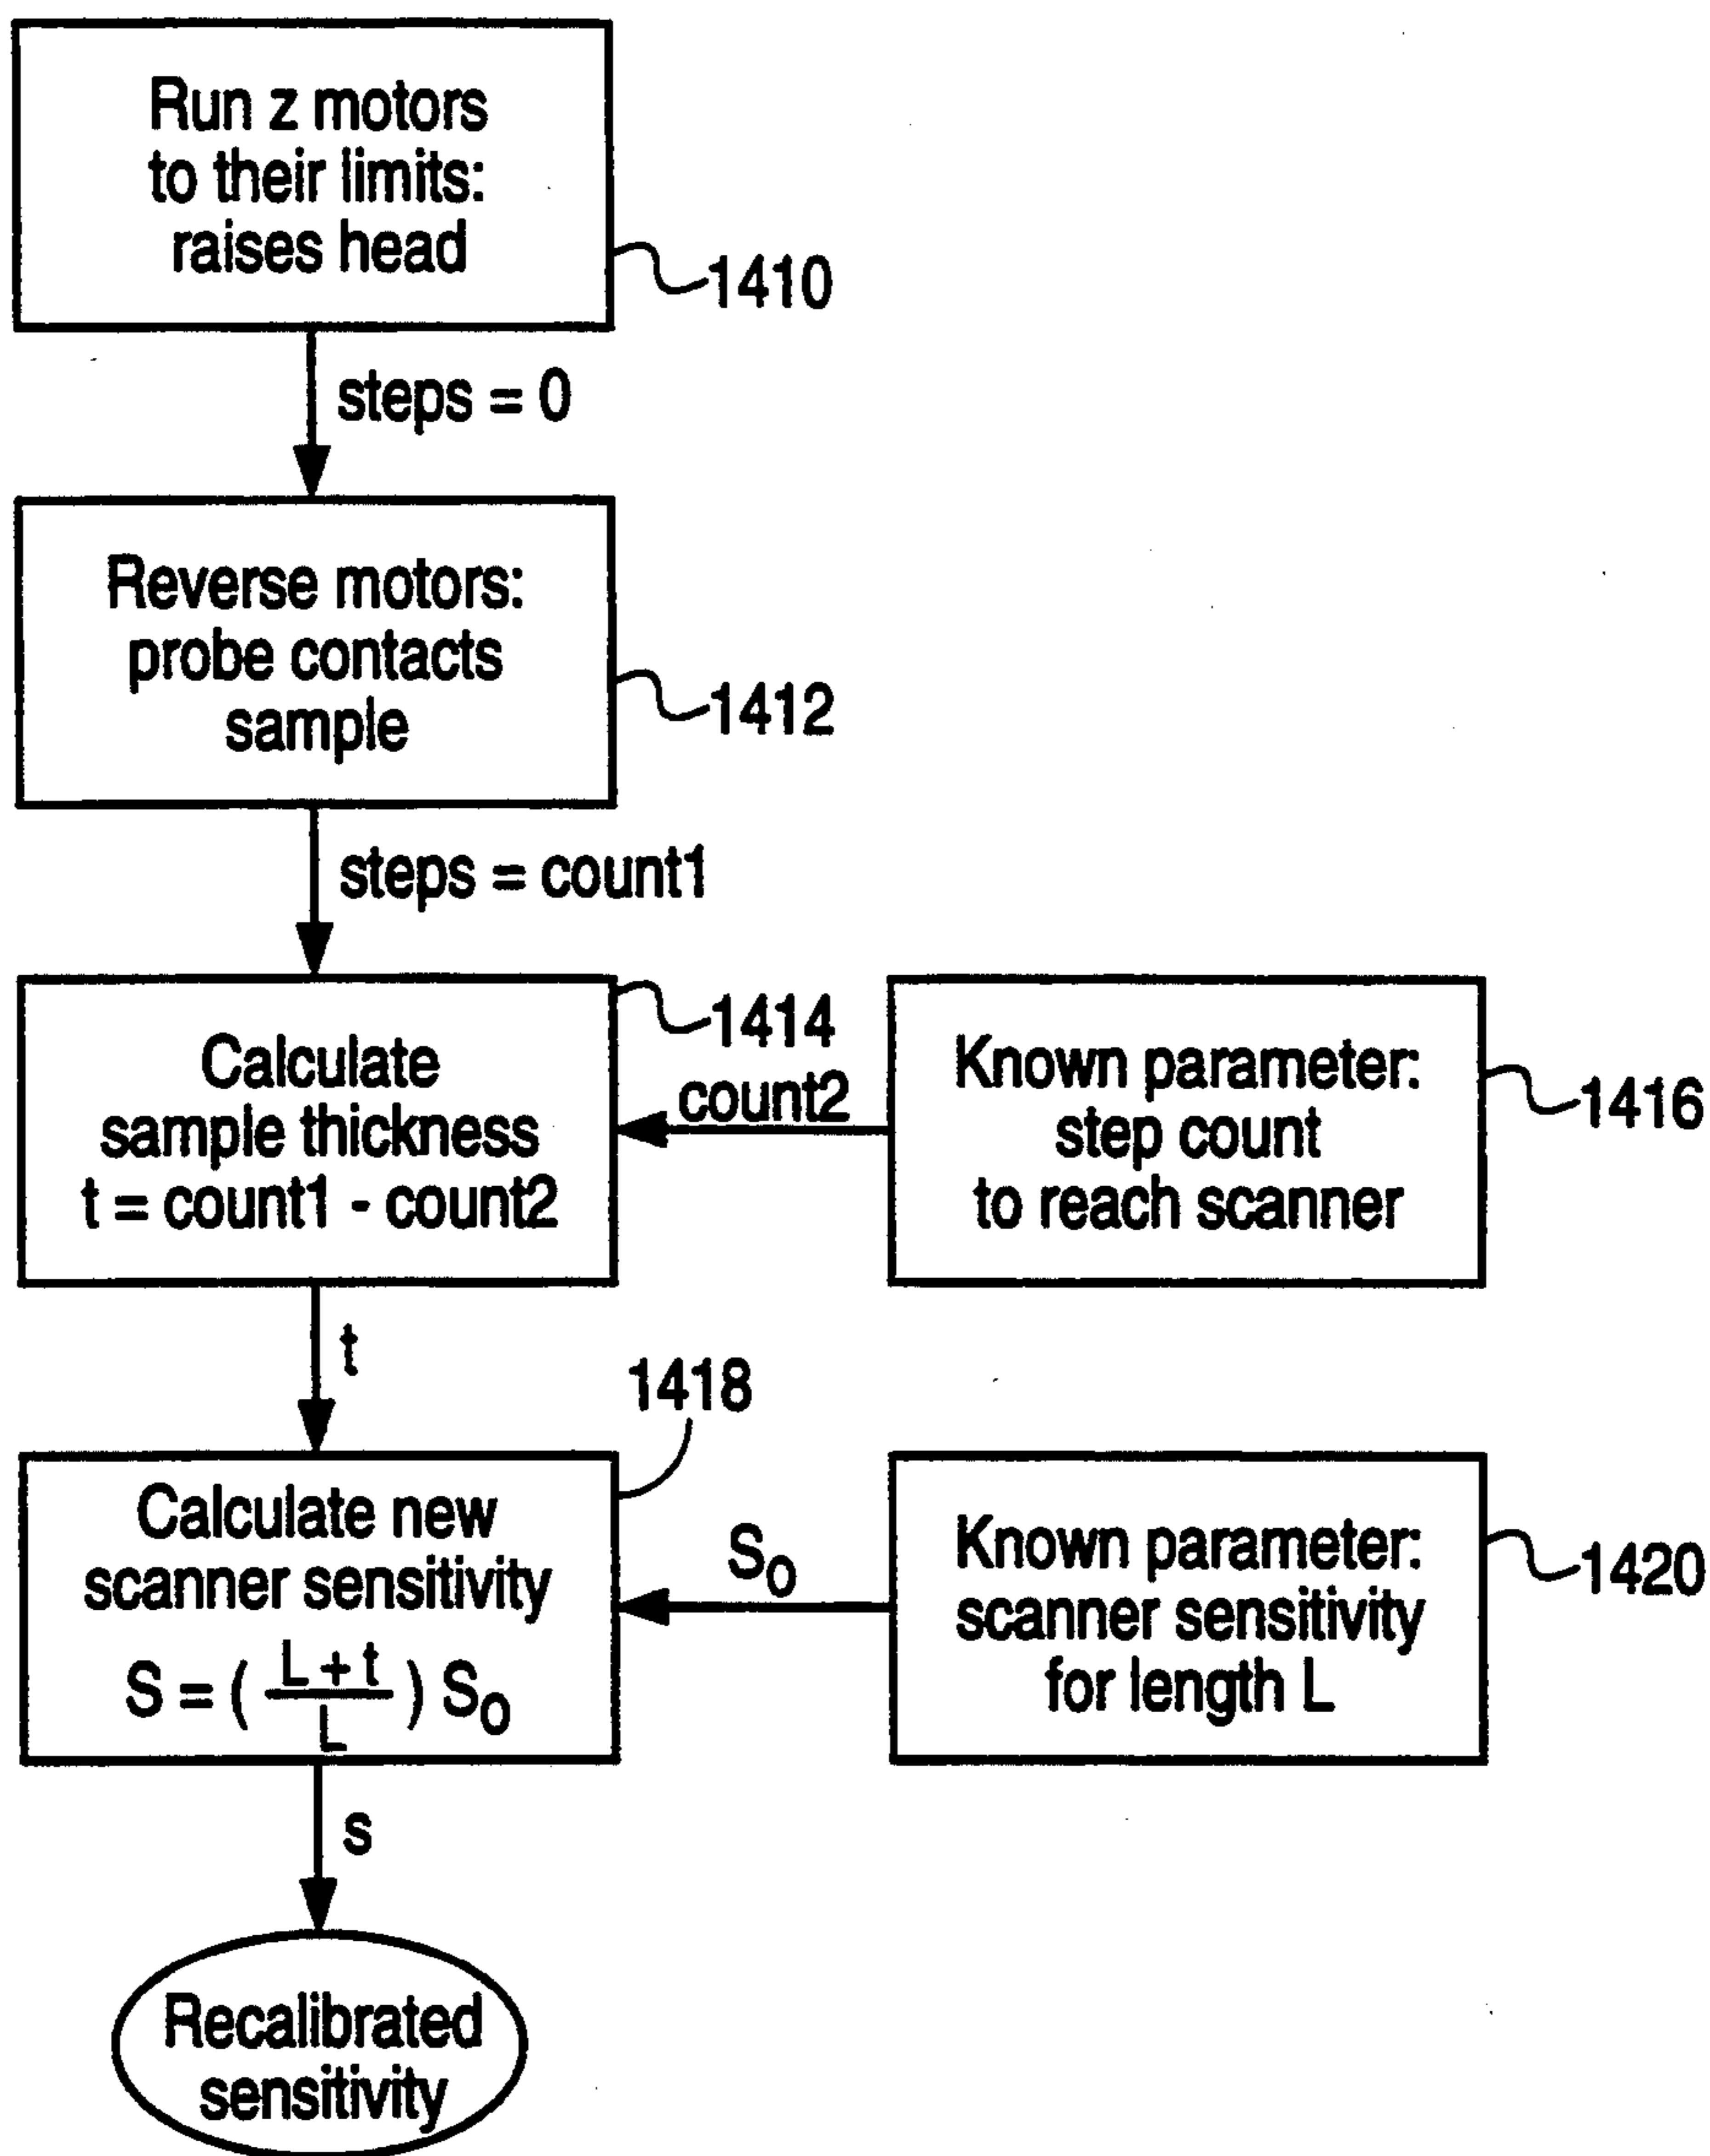 Run z motors
to their limits:
raises head
1410
steps = 0
Reverse motors:
probe contacts
sample
1412
steps = count1
Calculate
sample thickness
t = count1 - count2
1414
count2
Known parameter:
step count
to reach scanner
1416
t
1418
Calculate new
scanner sensitivity
S = ( L + t / L ) S₀
S₀
Known parameter:
scanner sensitivity
for length L
1420
s
Recalibrated
sensitivity